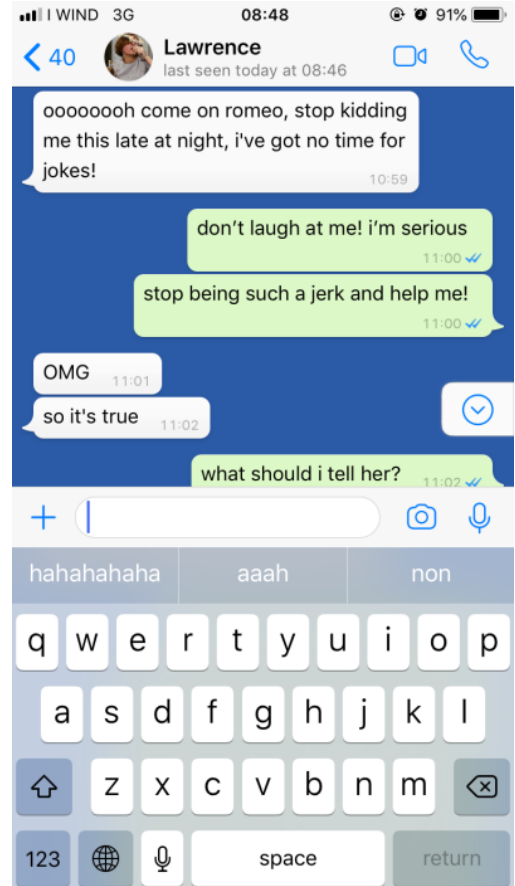 I WIND 3G 08:48 91%
40 Lawrence
last seen today at 08:46
oooooooh come on romeo, stop kidding
me this late at night, i've got no time for
jokes!
10:59
don't laugh at me! i'm serious
11:00
stop being such a jerk and help me!
11:00
OMG 11:01
so it's true 11:02
what should i tell her? 11:02
hahahahaha aaah non
q w e r t y u i o p
a s d f g h j k l
z x c v b n m
123 space return